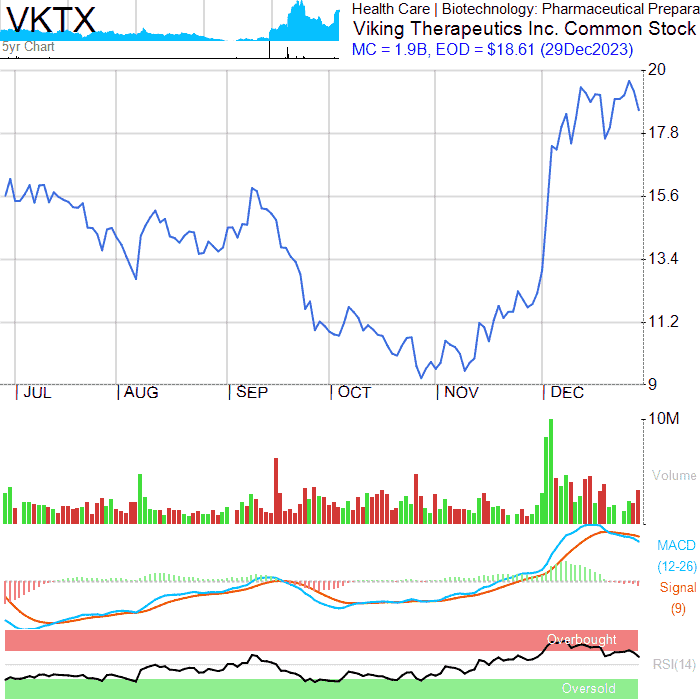 VKTX
5yr Chart
Health Care | Biotechnology: Pharmaceutical Prepara
Viking Therapeutics Inc. Common Stock
MC = 1.9B, EOD = $18.61 (29Dec2023)
20
17.8
15.6
13.4
11.2
9
JUL AUG SEP OCT NOV DEC
10M
Volume
MACD
(12-26)
Signal
(9)
Overbought
RSI(14)
Oversold